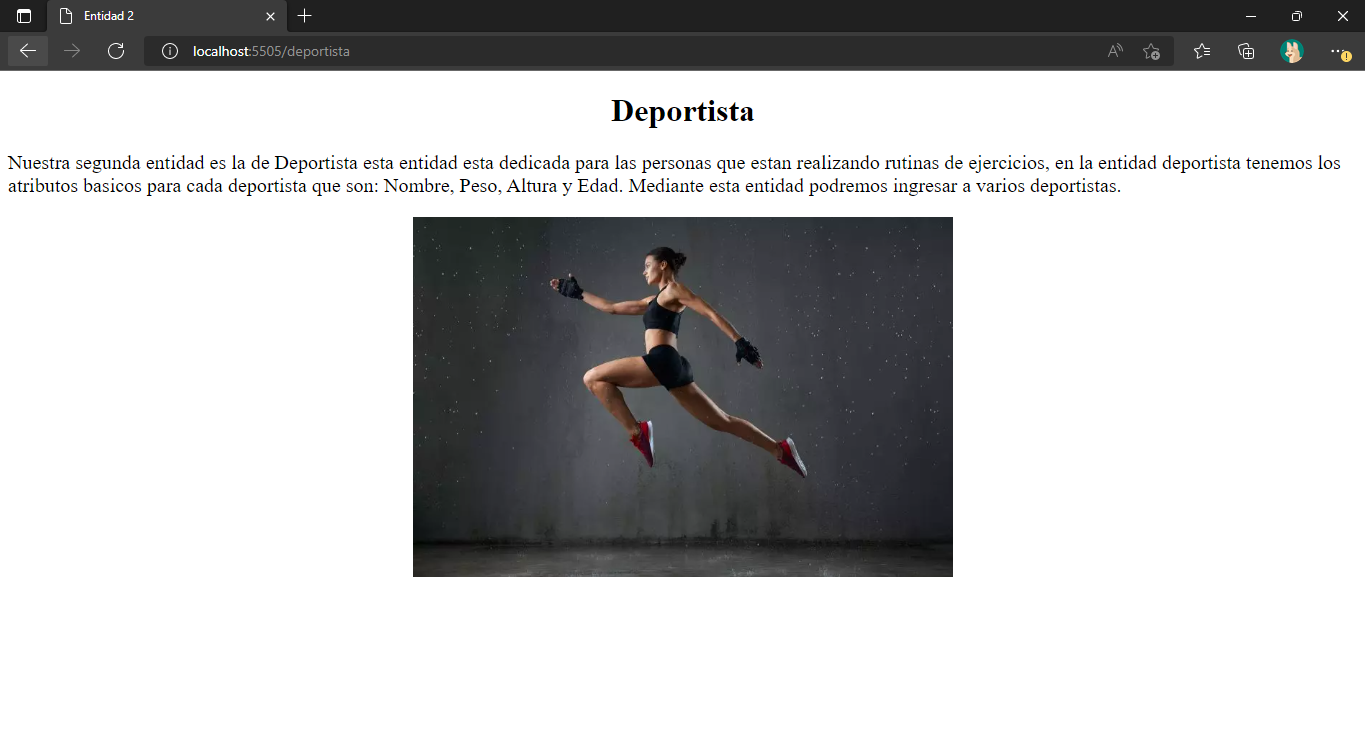 Entidad 2
localhost:5505/deportista
Deportista
Nuestra segunda entidad es la de Deportista esta entidad esta dedicada para las personas que estan realizando rutinas de ejercicios, en la entidad deportista tenemos los
atributos basicos para cada deportista que son: Nombre, Peso, Altura y Edad. Mediante esta entidad podremos ingresar a varios deportistas.